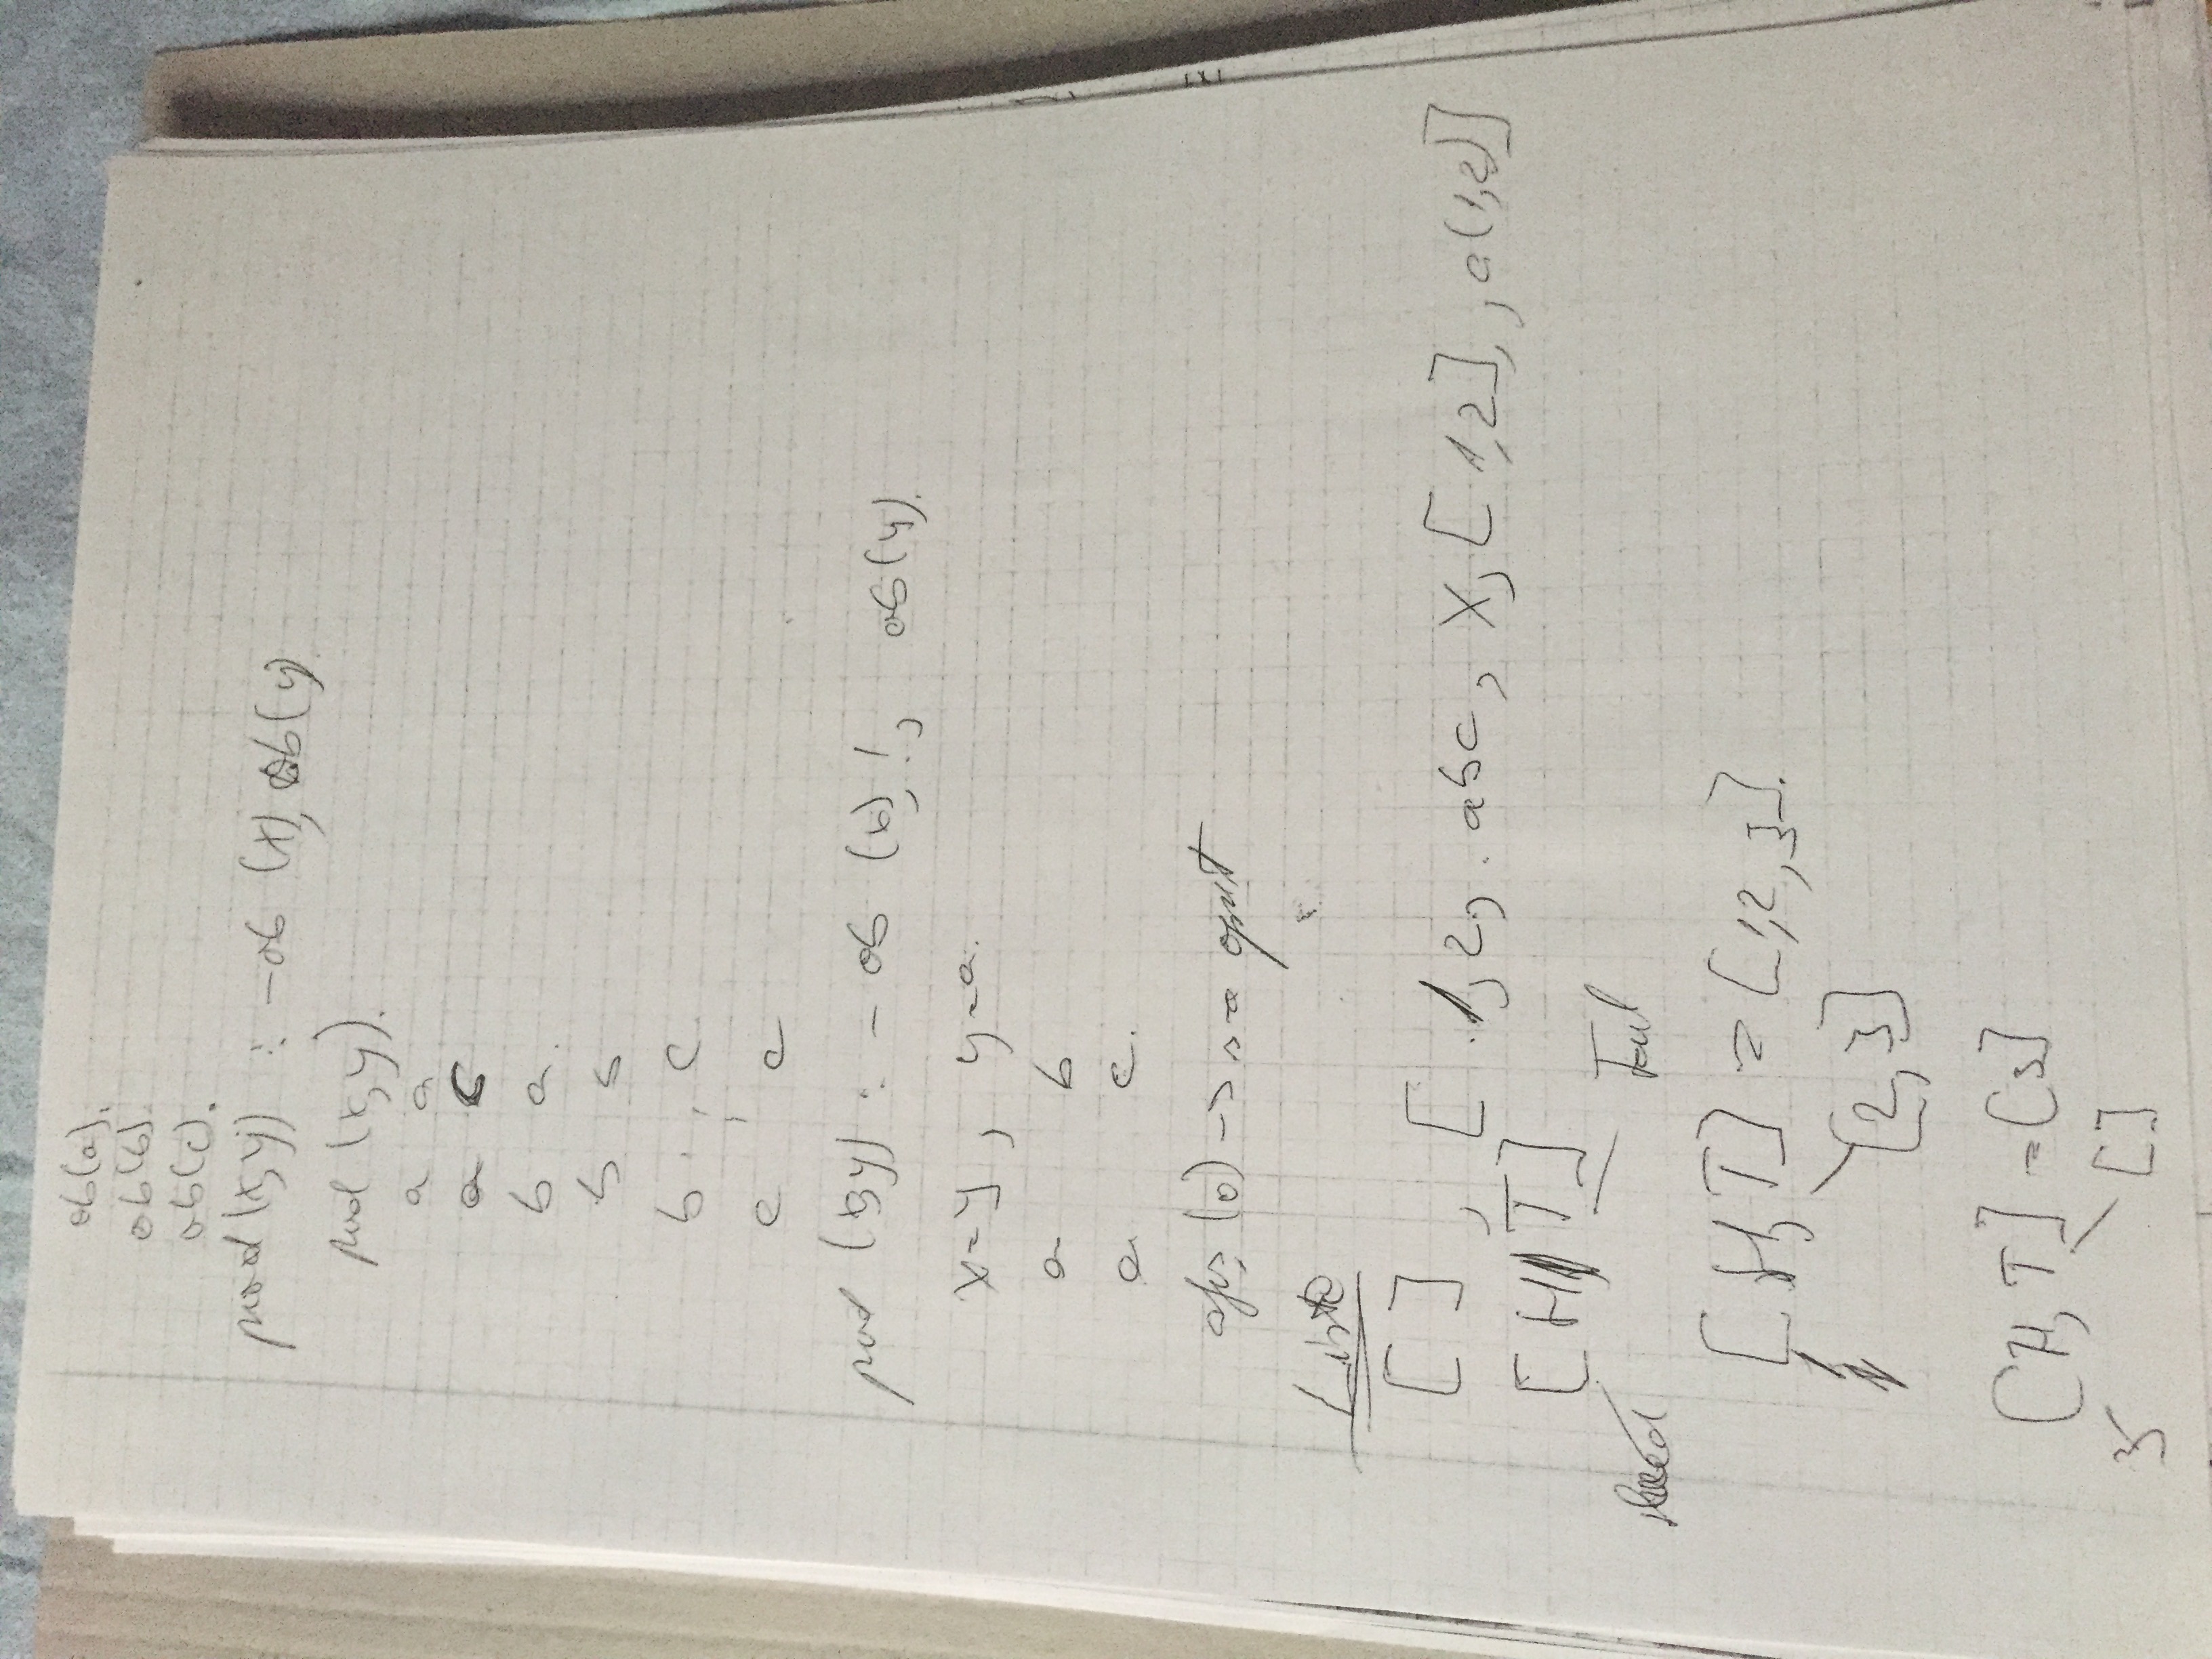 ob(a).
ob(b).
ob(c).
prod(x,y) :- ob (x), ob(y).
prod (x,y).
a a
a c
b a.
b b
b , c
c c
prod (x,y) :- ob (x), !, ob(y).
x=y , y=a.
a b
a c.
afis (o) -> s-a oprit
Liste
[ ] , [ 1, 2, abc, X, [ 1,2], , a(1,2)]
[ H | T ]
Head Tail
[ H, T ] = [1,2,3].
1 [2,3]
[H, T] = [3]
3 []